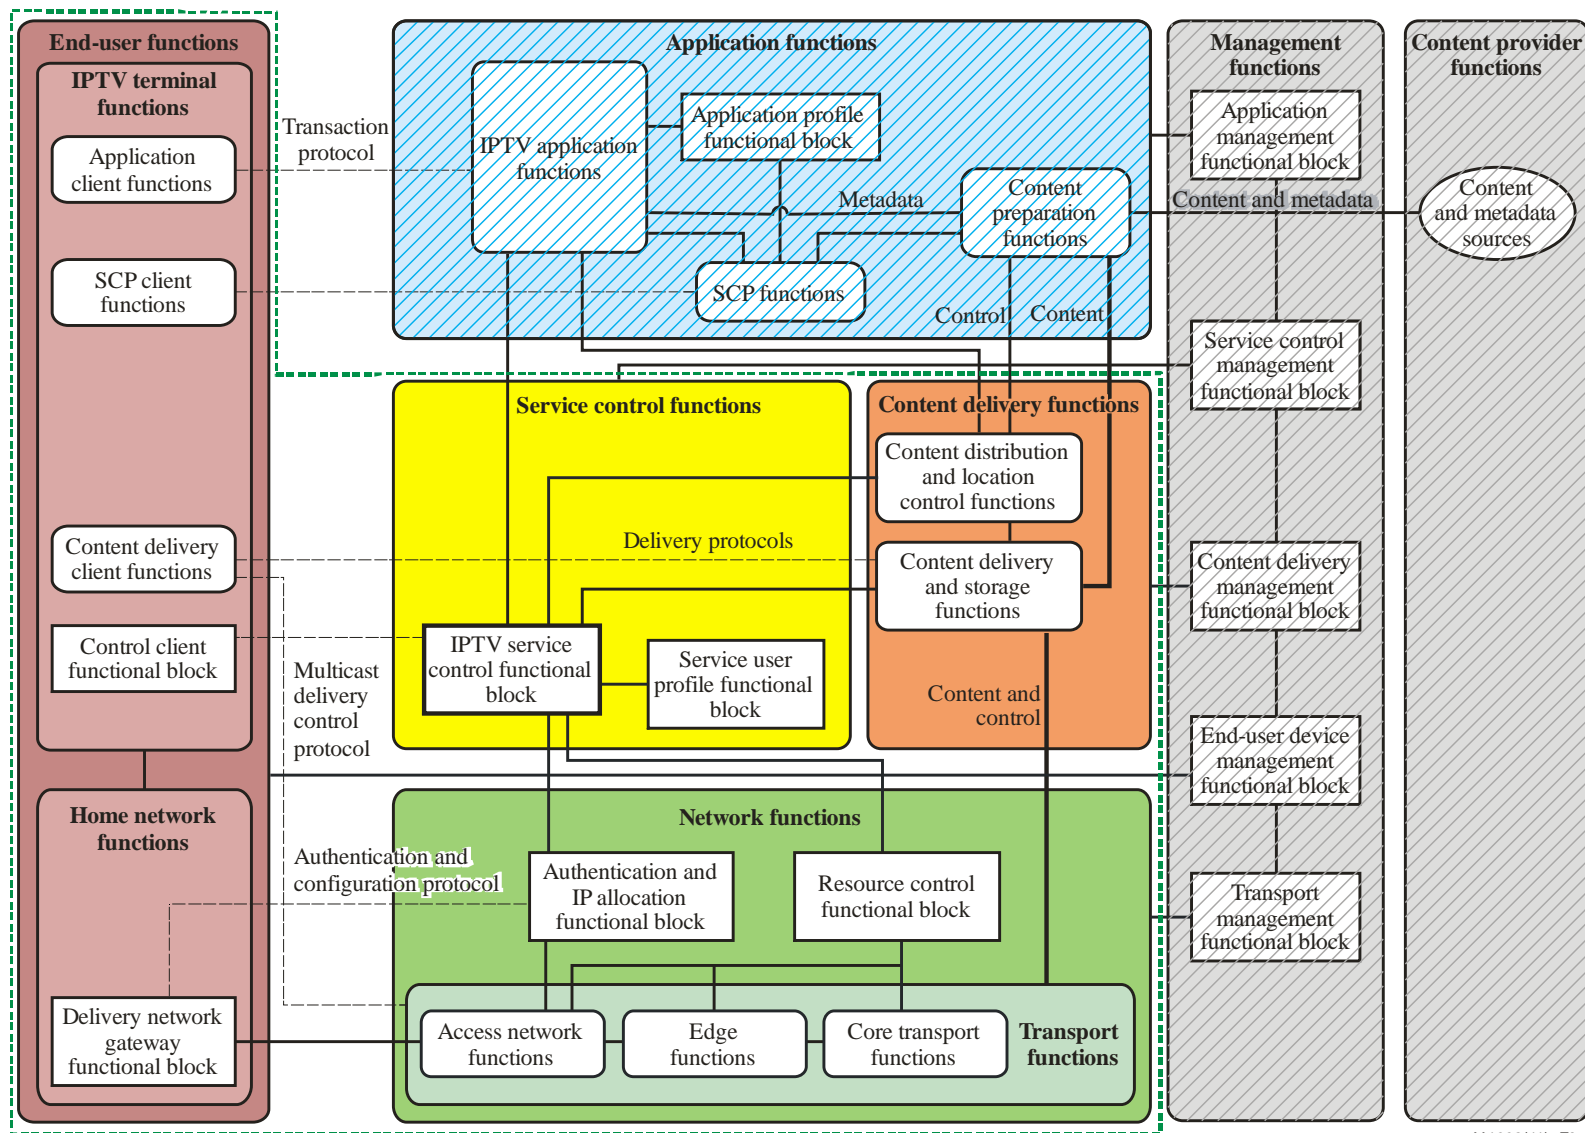 End-user functions
IPTV terminal
functions
Application
client functions
SCP client
functions
Content delivery
client functions
Control client
functional block
Home network
functions
Delivery network
gateway
functional block
Transaction
protocol
Multicast
delivery
control
protocol
Authentication and
configuration protocol
Application functions
IPTV application
functions
Application profile
functional block
Metadata
Content
preparation
functions
SCP functions
Control
Content
Service control functions
Delivery protocols
IPTV service
control functional
block
Service user
profile functional
block
Content delivery functions
Content distribution
and location
control functions
Content delivery
and storage
functions
Content and
control
Network functions
Authentication and
IP allocation
functional block
Resource control
functional block
Access network
functions
Edge
functions
Core transport
functions
Transport
functions
Management
functions
Application
management
functional block
Content and metadata
Service control
management
functional block
Content delivery
management
functional block
End-user device
management
functional block
Transport
management
functional block
Content provider
functions
Content
and metadata
sources